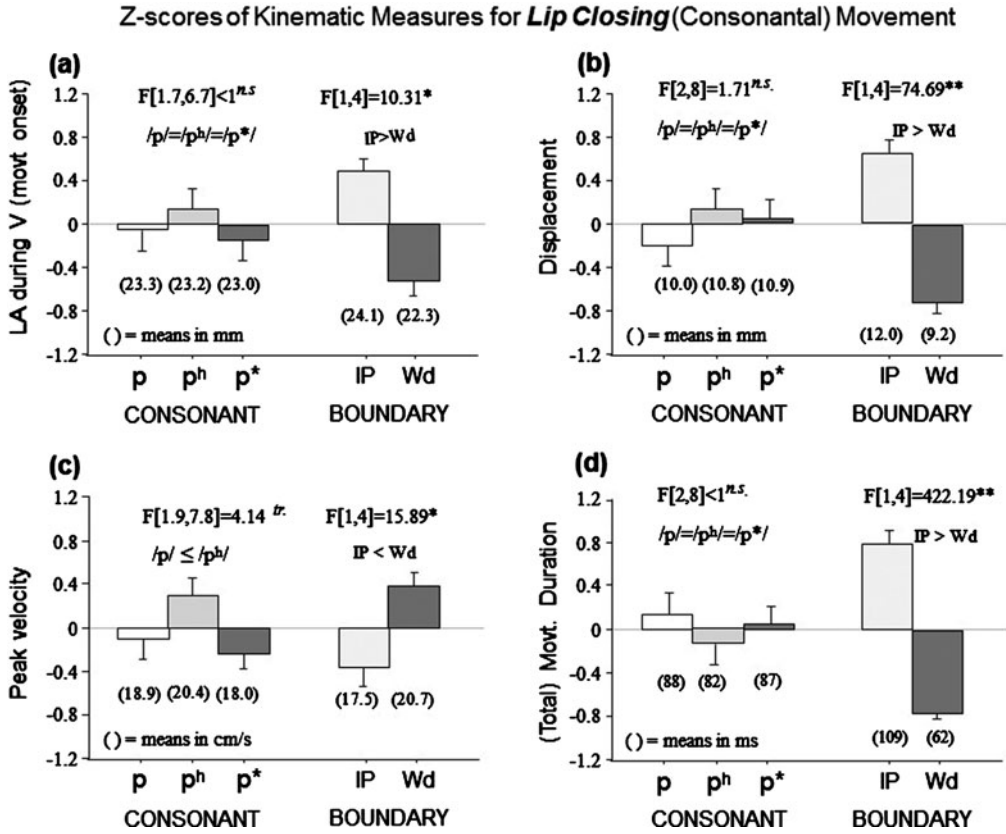 Z-scores of Kinematic Measures for Lip Closing (Consonantal) Movement
(a)
LA during V (movt onset)
1.2
0.8
0.4
0
-0.4
-0.8
-1.2
F[1.7,6.7]<1n.s
F[1,4]=10.31*
/p/=/pʰ/=/p*/
IP>Wd
(23.3) (23.2) (23.0)
(24.1) (22.3)
( ) = means in mm
p pʰ p* IP Wd
CONSONANT BOUNDARY
(b)
Displacement
1.2
0.8
0.4
0
-0.4
-0.8
-1.2
F[2,8]=1.71n.s.
F[1,4]=74.69**
/p/=/pʰ/=/p*/
IP > Wd
(10.0) (10.8) (10.9)
(12.0) (9.2)
( ) = means in mm
p pʰ p* IP Wd
CONSONANT BOUNDARY
(c)
Peak velocity
1.2
0.8
0.4
0
-0.4
-0.8
-1.2
F[1.9,7.8]=4.14 tr.
F[1,4]=15.89*
/p/ ≤ /pʰ/
IP < Wd
(18.9) (20.4) (18.0)
(17.5) (20.7)
( ) = means in cm/s
p pʰ p* IP Wd
CONSONANT BOUNDARY
(d)
(Total) Movt. Duration
1.2
0.8
0.4
0
-0.4
-0.8
-1.2
F[2,8]<1n.s.
F[1,4]=422.19**
/p/=/pʰ/=/p*/
IP > Wd
(88) (82) (87)
(109) (62)
( ) = means in ms
p pʰ p* IP Wd
CONSONANT BOUNDARY